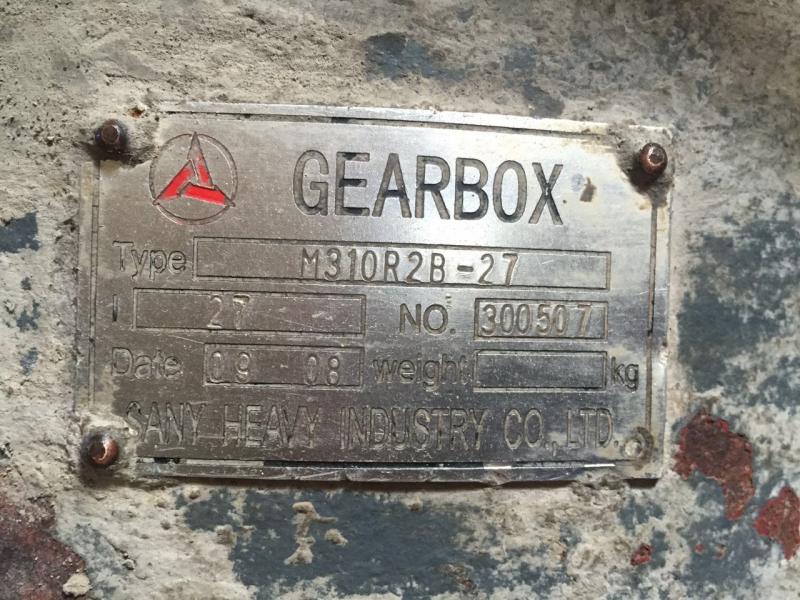 GEARBOX
Type M310R2B-27
I 27 NO. 300507
Date 09 08 weight kg
SANY HEAVY INDUSTRY CO.,LTD.